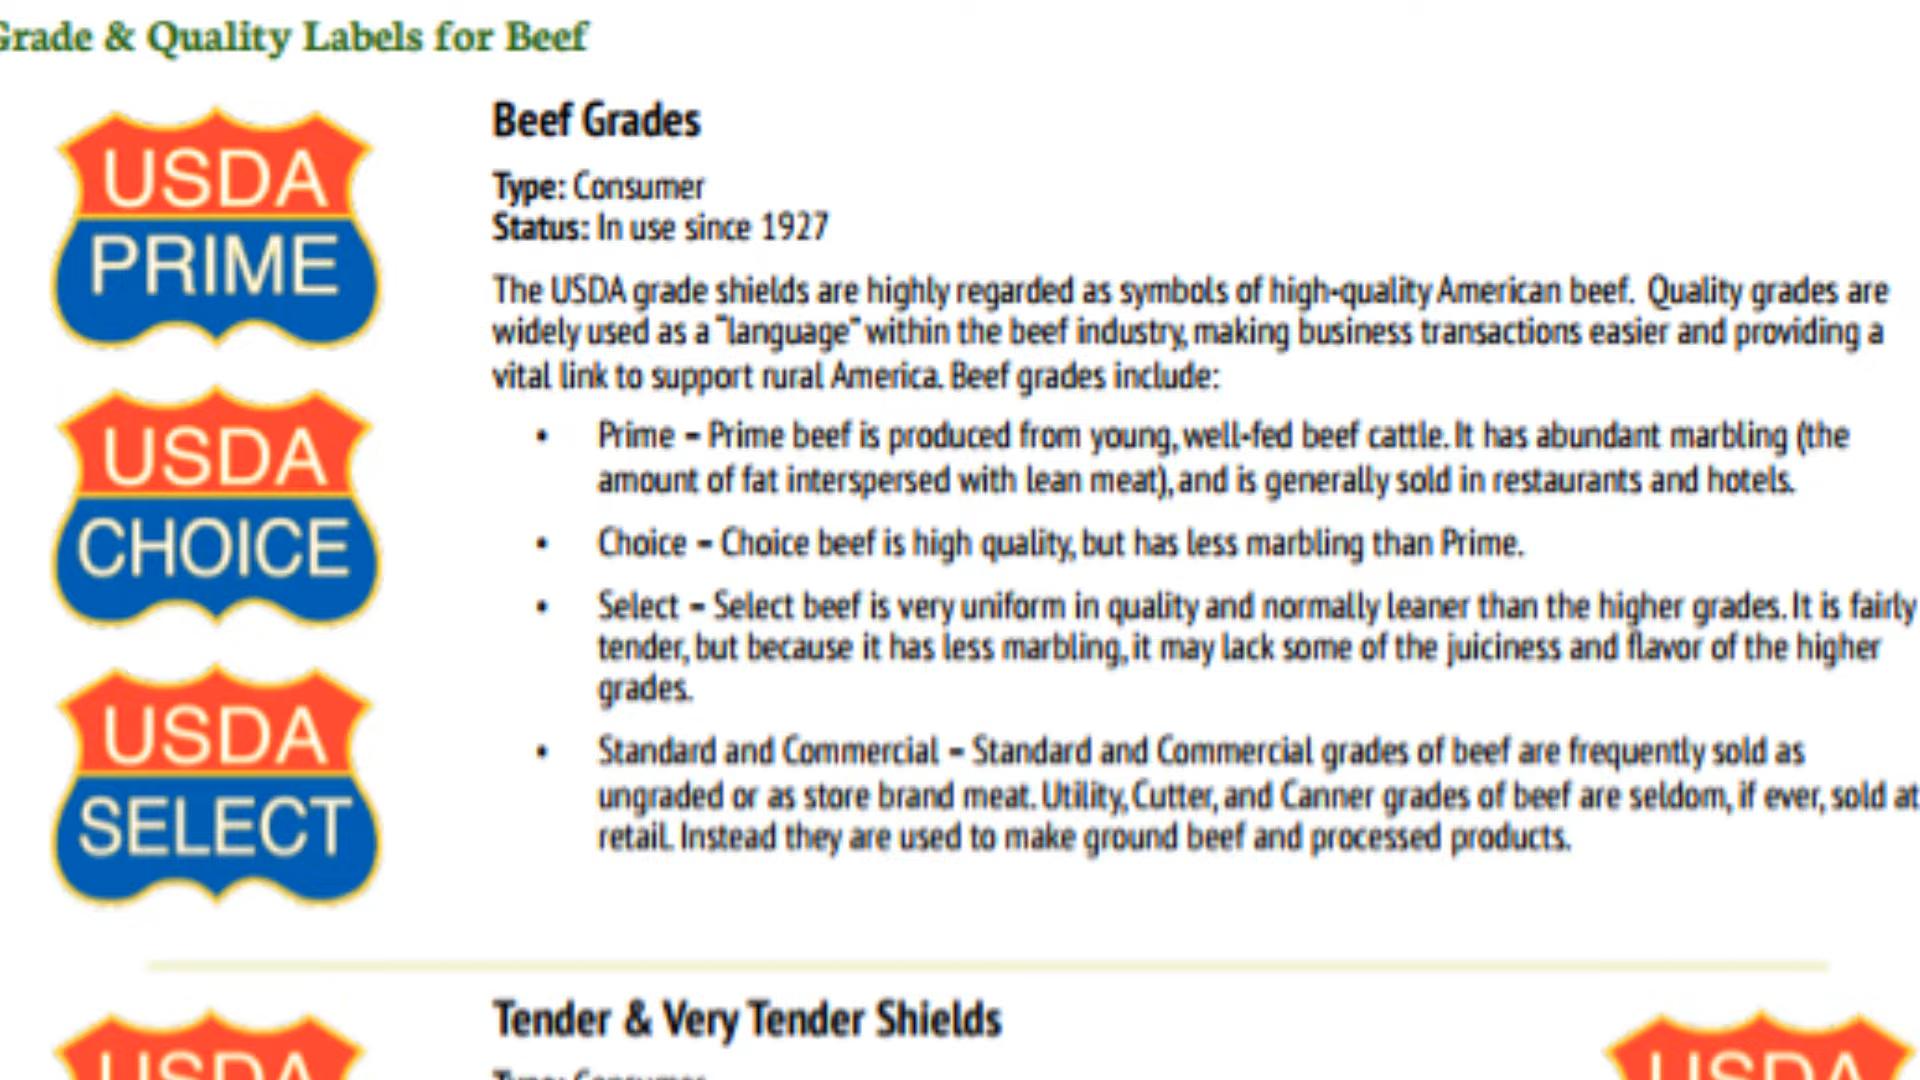 Grade & Quality Labels for Beef
USDA
PRIME
USDA
CHOICE
USDA
SELECT
Beef Grades
Type: Consumer
Status: In use since 1927
The USDA grade shields are highly regarded as symbols of high-quality American beef. Quality grades are
widely used as a "language" within the beef industry, making business transactions easier and providing a
vital link to support rural America. Beef grades include:
• Prime – Prime beef is produced from young, well-fed beef cattle. It has abundant marbling (the
amount of fat interspersed with lean meat), and is generally sold in restaurants and hotels.
• Choice – Choice beef is high quality, but has less marbling than Prime.
• Select – Select beef is very uniform in quality and normally leaner than the higher grades. It is fairly
tender, but because it has less marbling, it may lack some of the juiciness and flavor of the higher
grades.
• Standard and Commercial – Standard and Commercial grades of beef are frequently sold as
ungraded or as store brand meat. Utility, Cutter, and Canner grades of beef are seldom, if ever, sold at
retail. Instead they are used to make ground beef and processed products.
USDA
Tender & Very Tender Shields
Type: Consumer
USDA